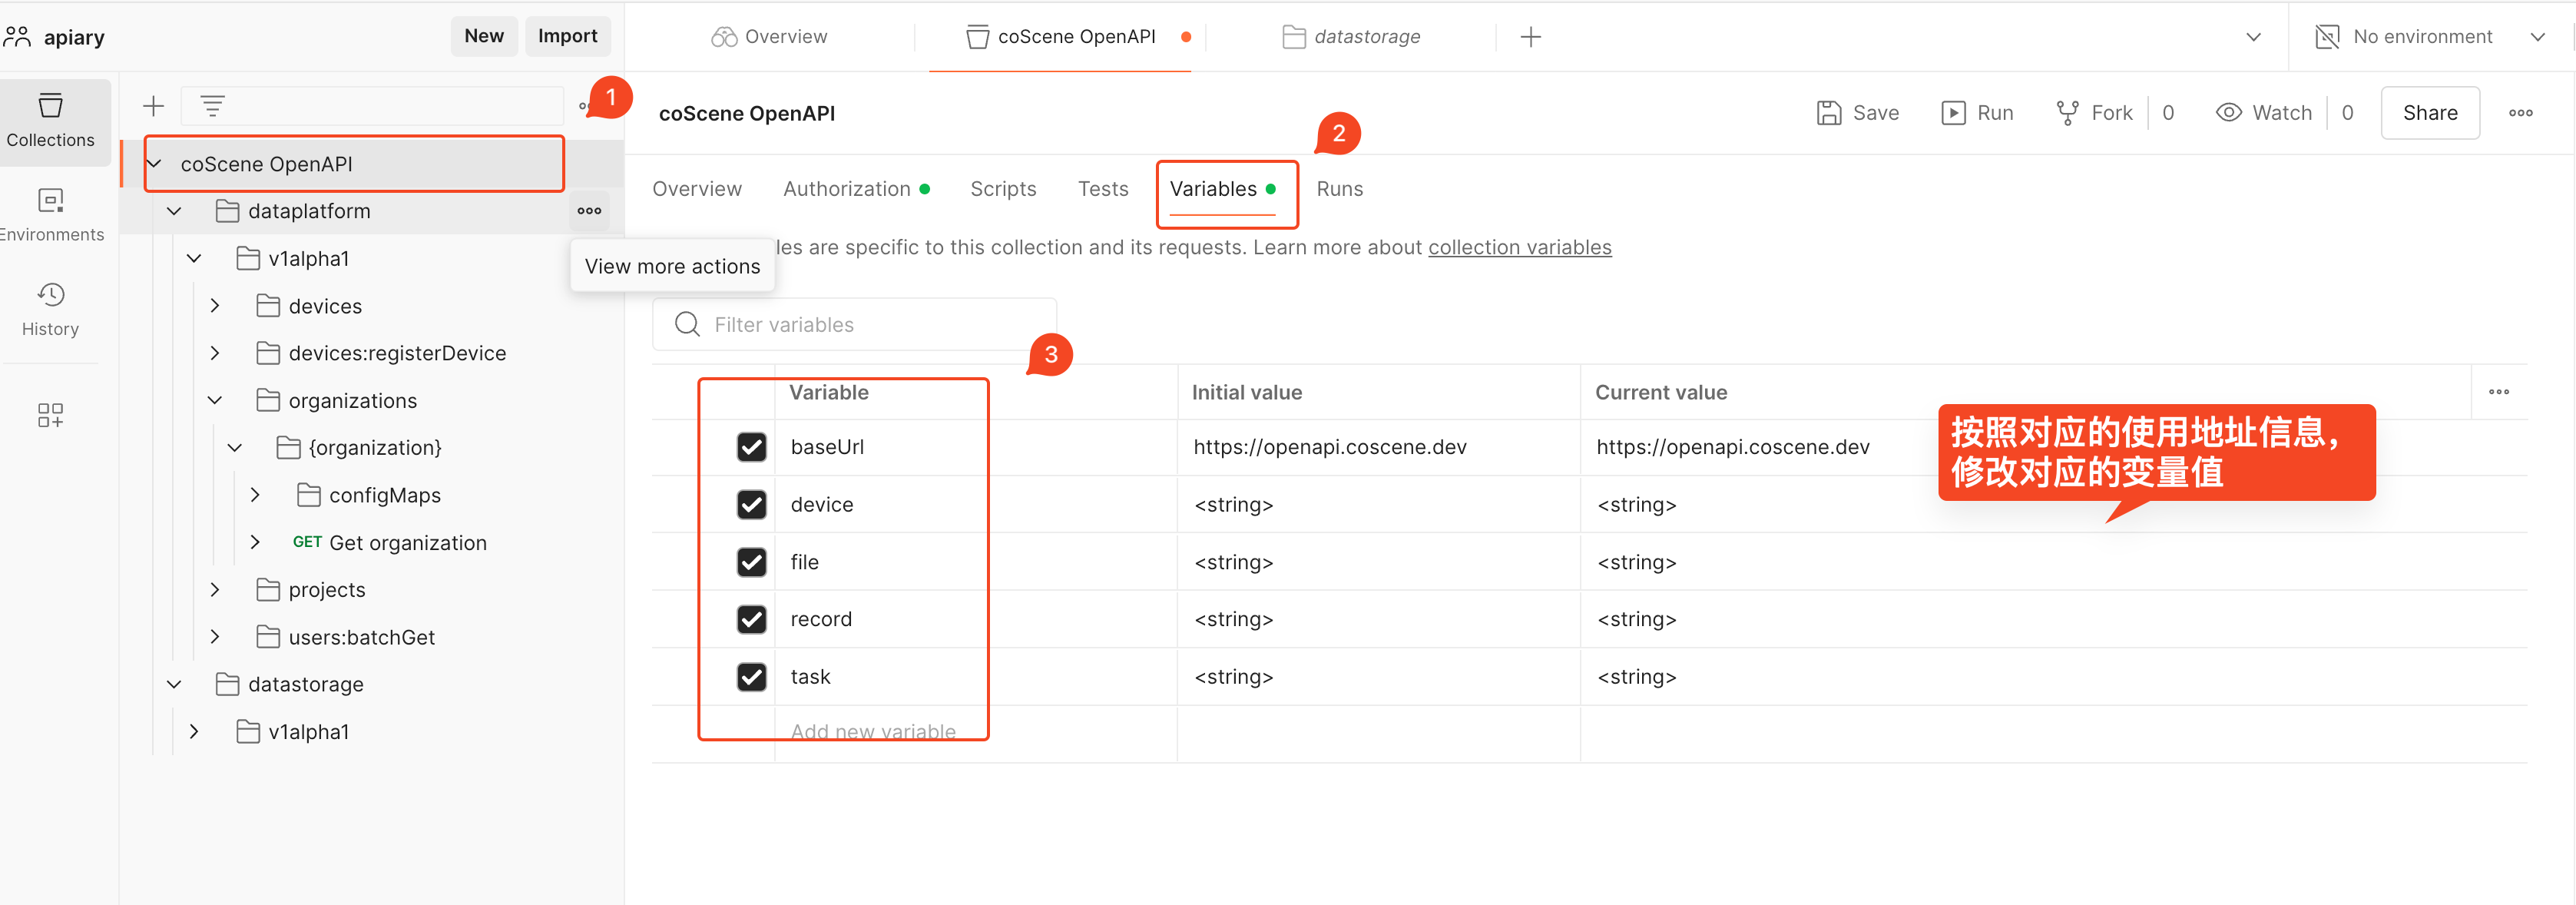 apiary
New
Import
Overview
coScene OpenAPI
datastorage
No environment
Collections
Environments
History
1
coScene OpenAPI
dataplatform
View more actions
v1alpha1
devices
devices:registerDevice
organizations
{organization}
configMaps
GET Get organization
projects
users:batchGet
datastorage
v1alpha1
coScene OpenAPI
Save
Run
Fork 0
Watch 0
Share
2
Overview
Authorization
Scripts
Tests
Variables
Runs
les are specific to this collection and its requests. Learn more about collection variables
Filter variables
3
Variable Initial value Current value
baseUrl https://openapi.coscene.dev https://openapi.coscene.dev
device <string> <string>
file <string> <string>
record <string> <string>
task <string> <string>
Add new variable
按照对应的使用地址信息，
修改对应的变量值